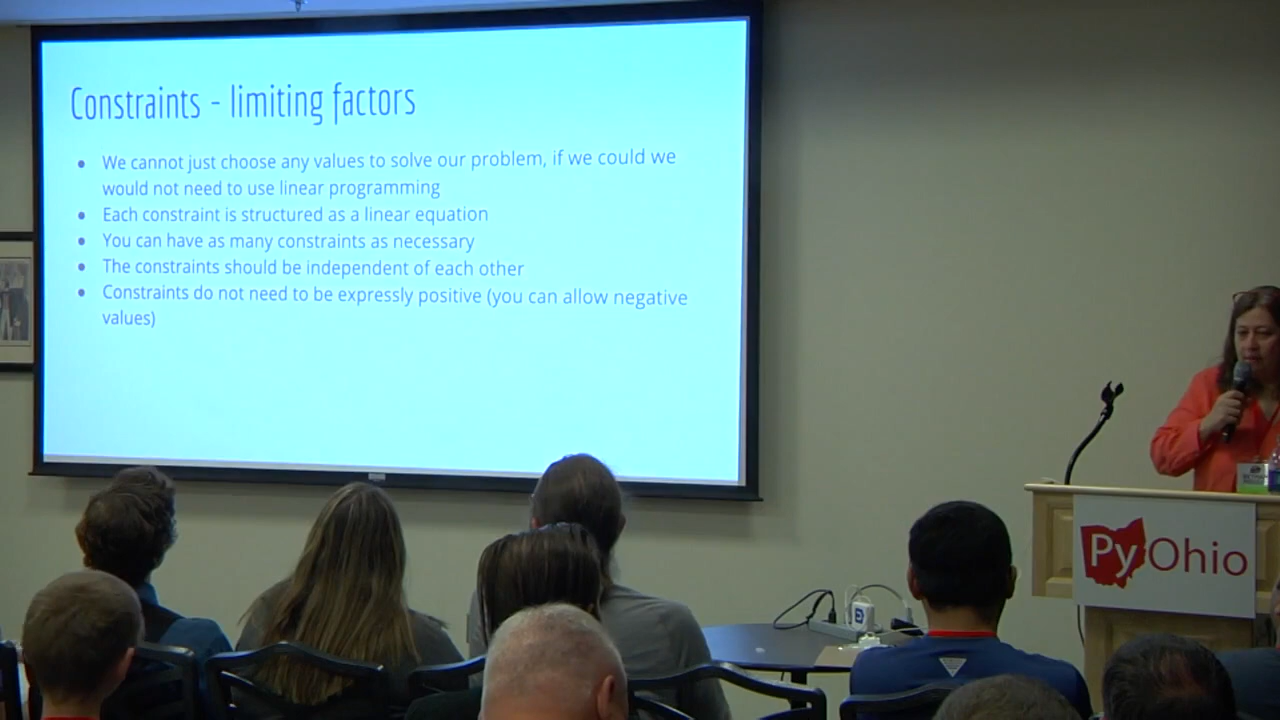 Constraints - limiting factors
● We cannot just choose any values to solve our problem, if we could we
would not need to use linear programming
● Each constraint is structured as a linear equation
● You can have as many constraints as necessary
● The constraints should be independent of each other
● Constraints do not need to be expressly positive (you can allow negative
values)
PyOhio